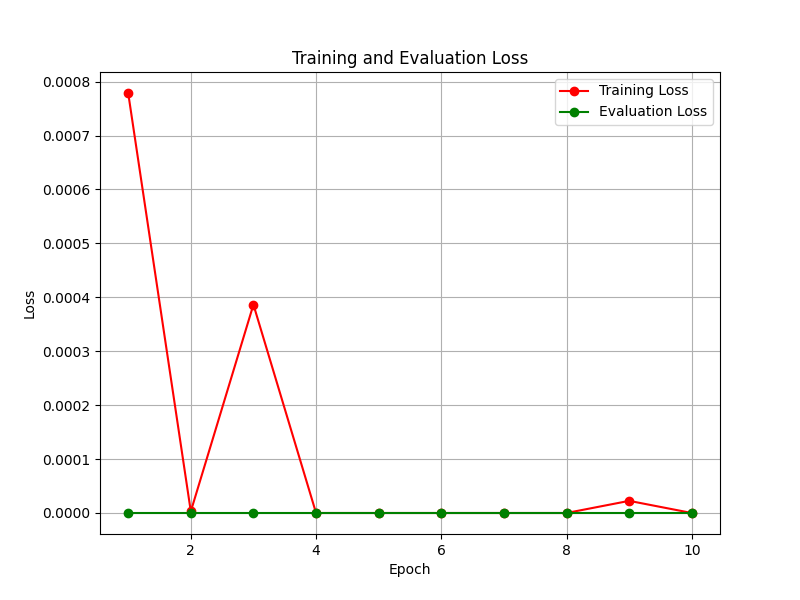 Training and Evaluation Loss
Training Loss
Evaluation Loss
0.0008
0.0007
0.0006
0.0005
0.0004
0.0003
0.0002
0.0001
0.0000
Loss
2 4 6 8 10
Epoch